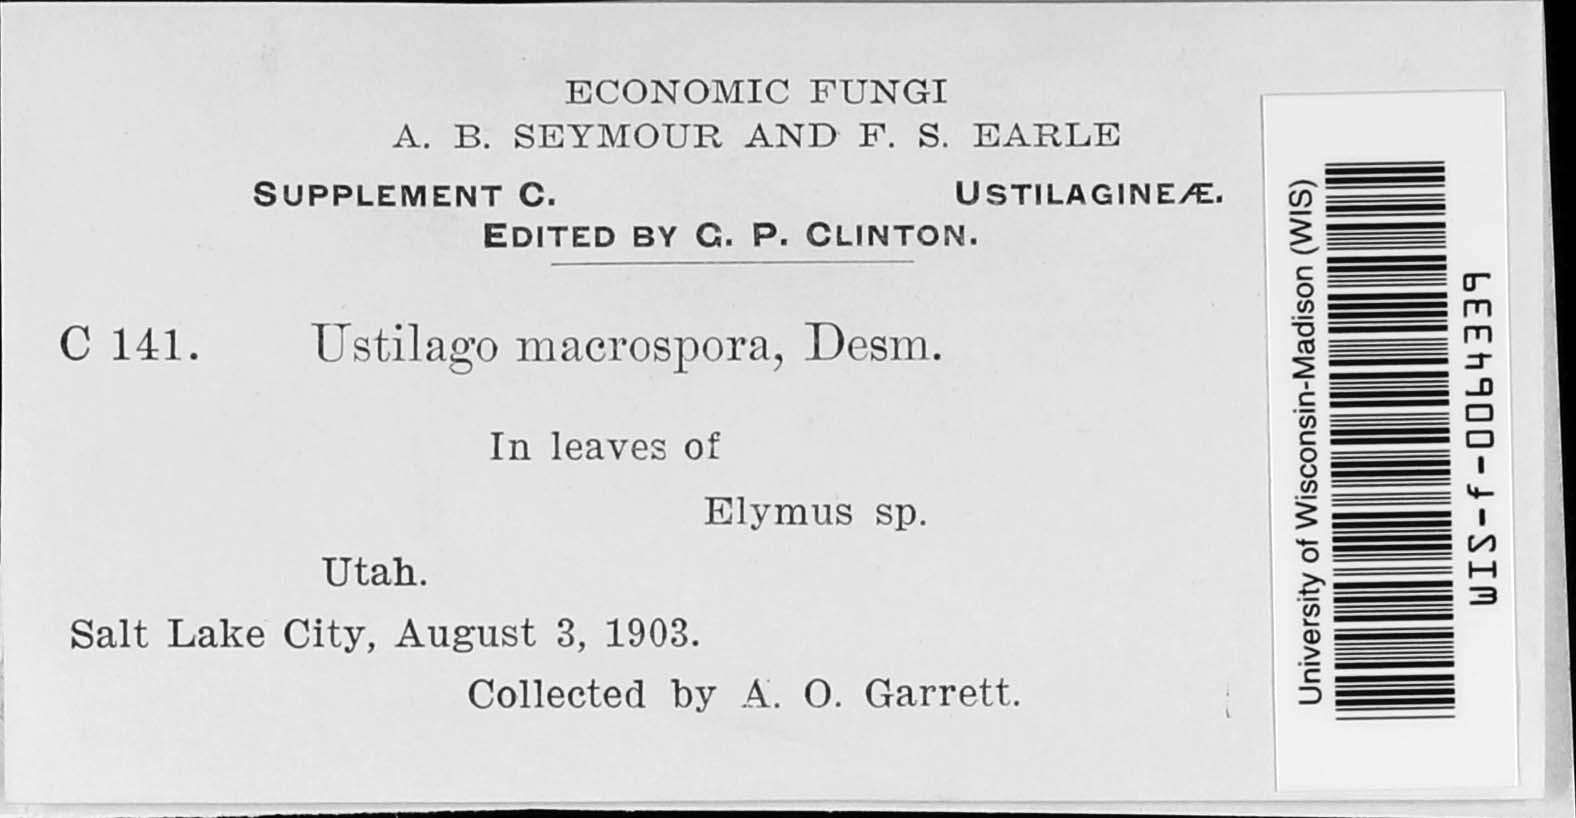 ECONOMIC FUNGI
A. B. SEYMOUR AND F. S. EARLE
SUPPLEMENT C. USTILAGINEÆ.
EDITED BY G. P. CLINTON.
C 141. Ustilago macrospora, Desm.
In leaves of
Elymus sp.
Utah.
Salt Lake City, August 3, 1903.
Collected by A. O. Garrett.
University of Wisconsin-Madison (WIS)
WIS-f-0094339